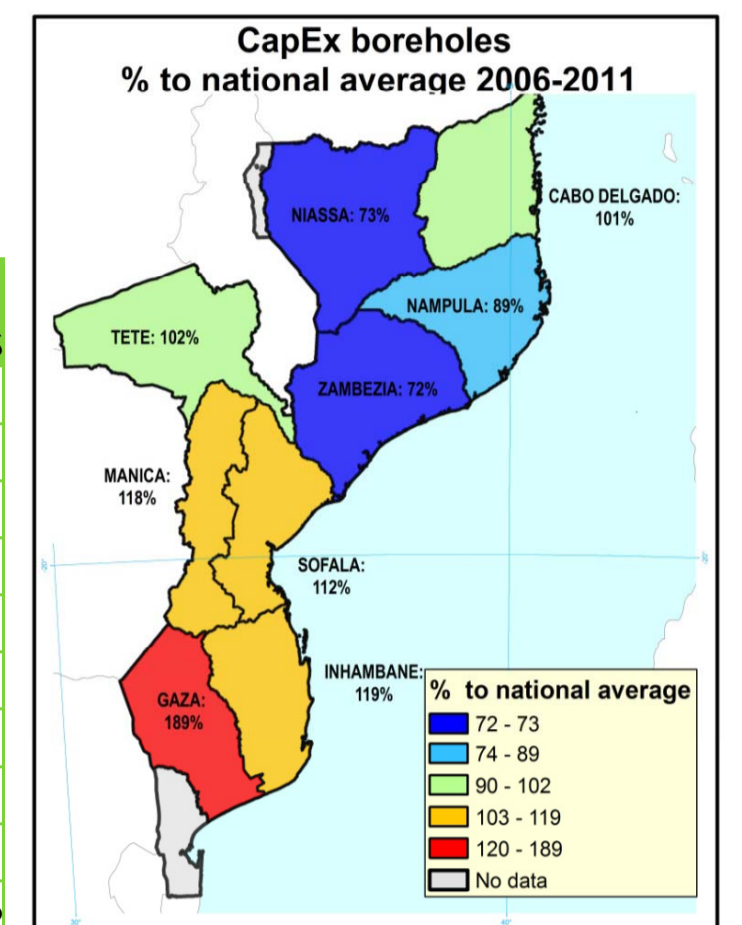 CapEx boreholes
% to national average 2006-2011
CABO DELGADO:
101%
NIASSA: 73%
NAMPULA: 89%
TETE: 102%
ZAMBEZIA: 72%
MANICA:
118%
SOFALA:
112%
INHAMBANE:
119%
GAZA:
189%
% to national average
72 - 73
74 - 89
90 - 102
103 - 119
120 - 189
No data